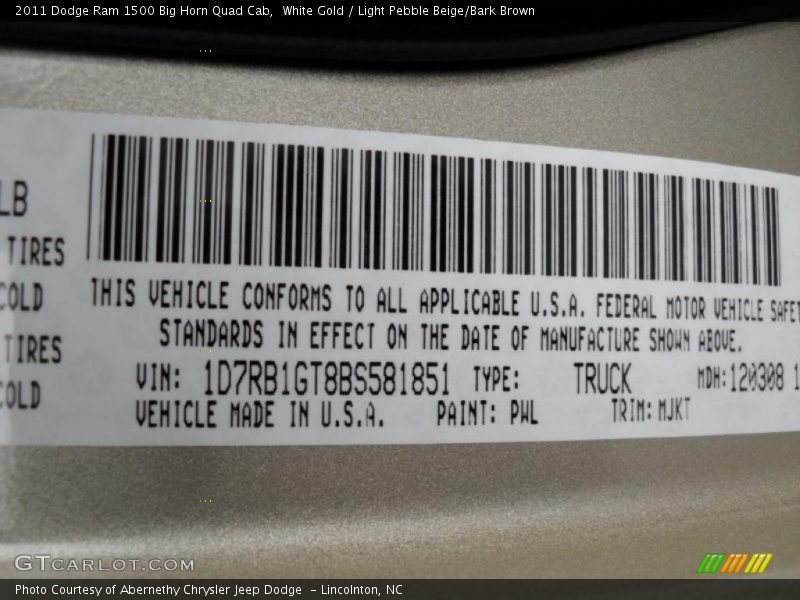 2011 Dodge Ram 1500 Big Horn Quad Cab,  White Gold / Light Pebble Beige/Bark Brown
LB
TIRES
COLD
TIRES
COLD
THIS VEHICLE CONFORMS TO ALL APPLICABLE U.S.A. FEDERAL MOTOR VEHICLE SAFET
STANDARDS IN EFFECT ON THE DATE OF MANUFACTURE SHOWN ABOVE.
VIN: 1D7RB1GT8BS581851 TYPE: TRUCK MDH:120308 1
VEHICLE MADE IN U.S.A. PAINT: PWL TRIM: MJKT
GTCARLOT.COM
Photo Courtesy of Abernethy Chrysler Jeep Dodge  – Lincolnton, NC